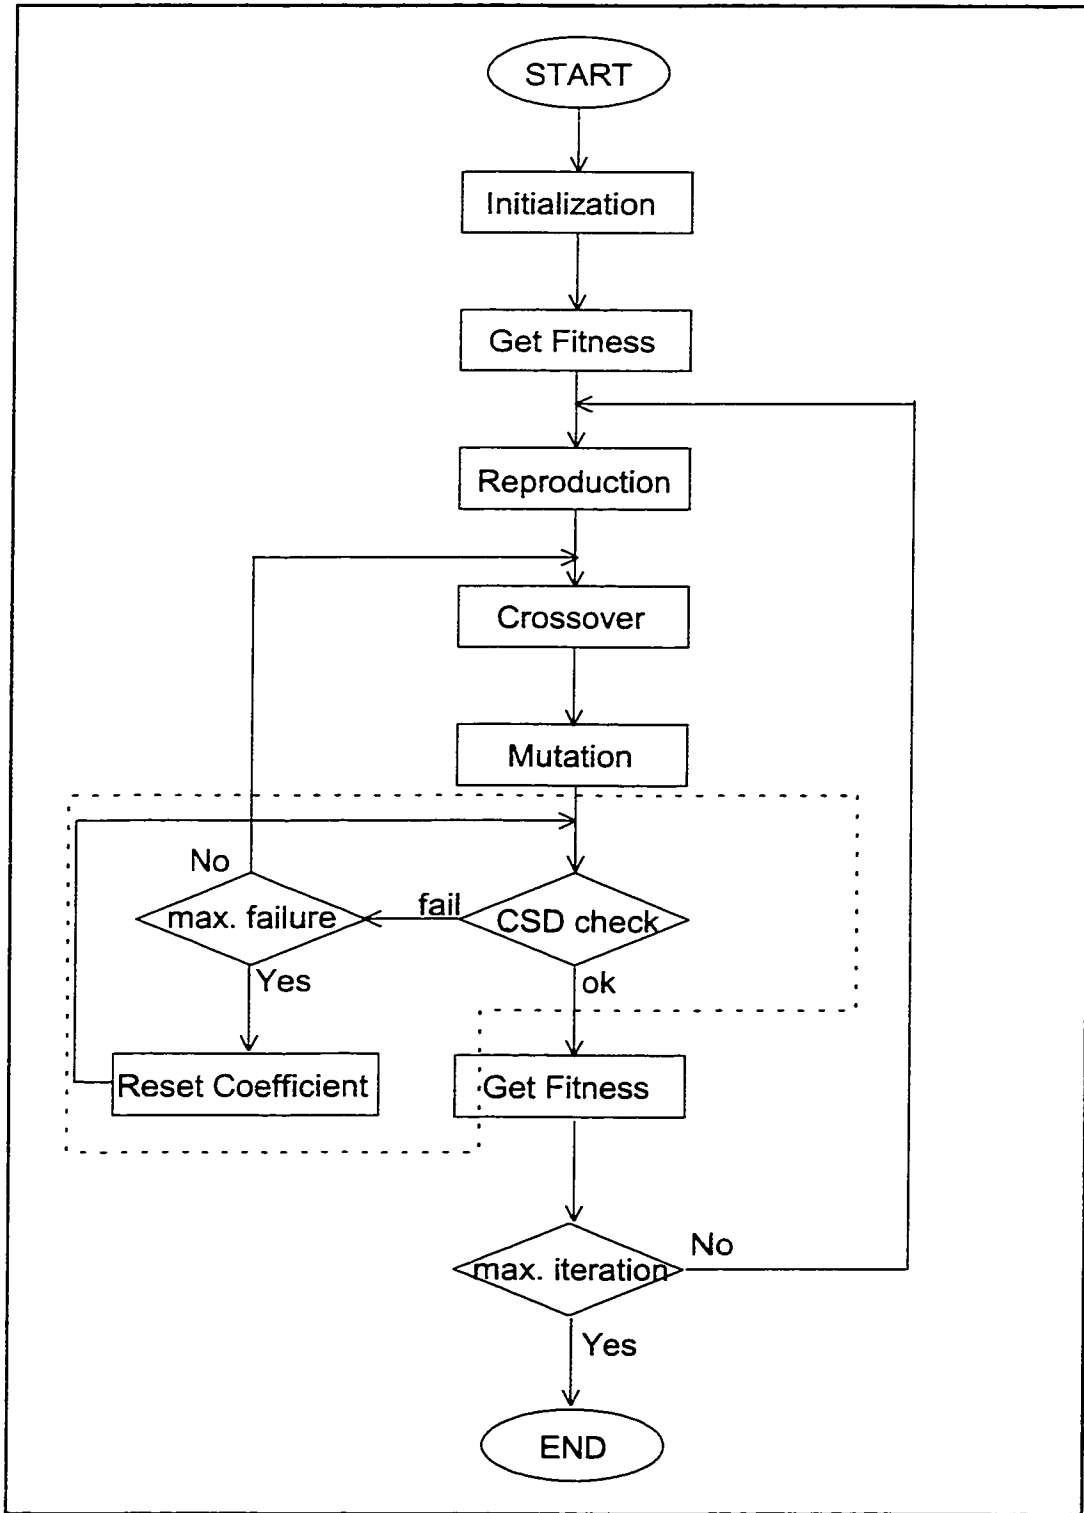 START
Initialization
Get Fitness
Reproduction
Crossover
Mutation
No
max. failure
fail
CSD check
Yes
ok
Reset Coefficient
Get Fitness
max. iteration
No
Yes
END